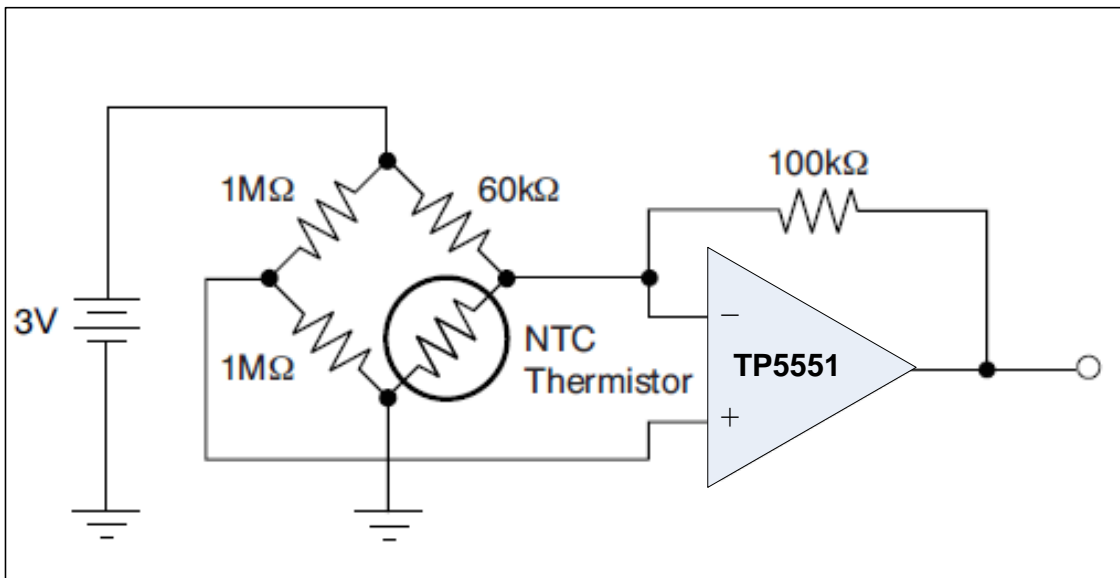 100kΩ
1MΩ
60kΩ
3V
NTC
Thermistor
1MΩ
−
TP5551
+